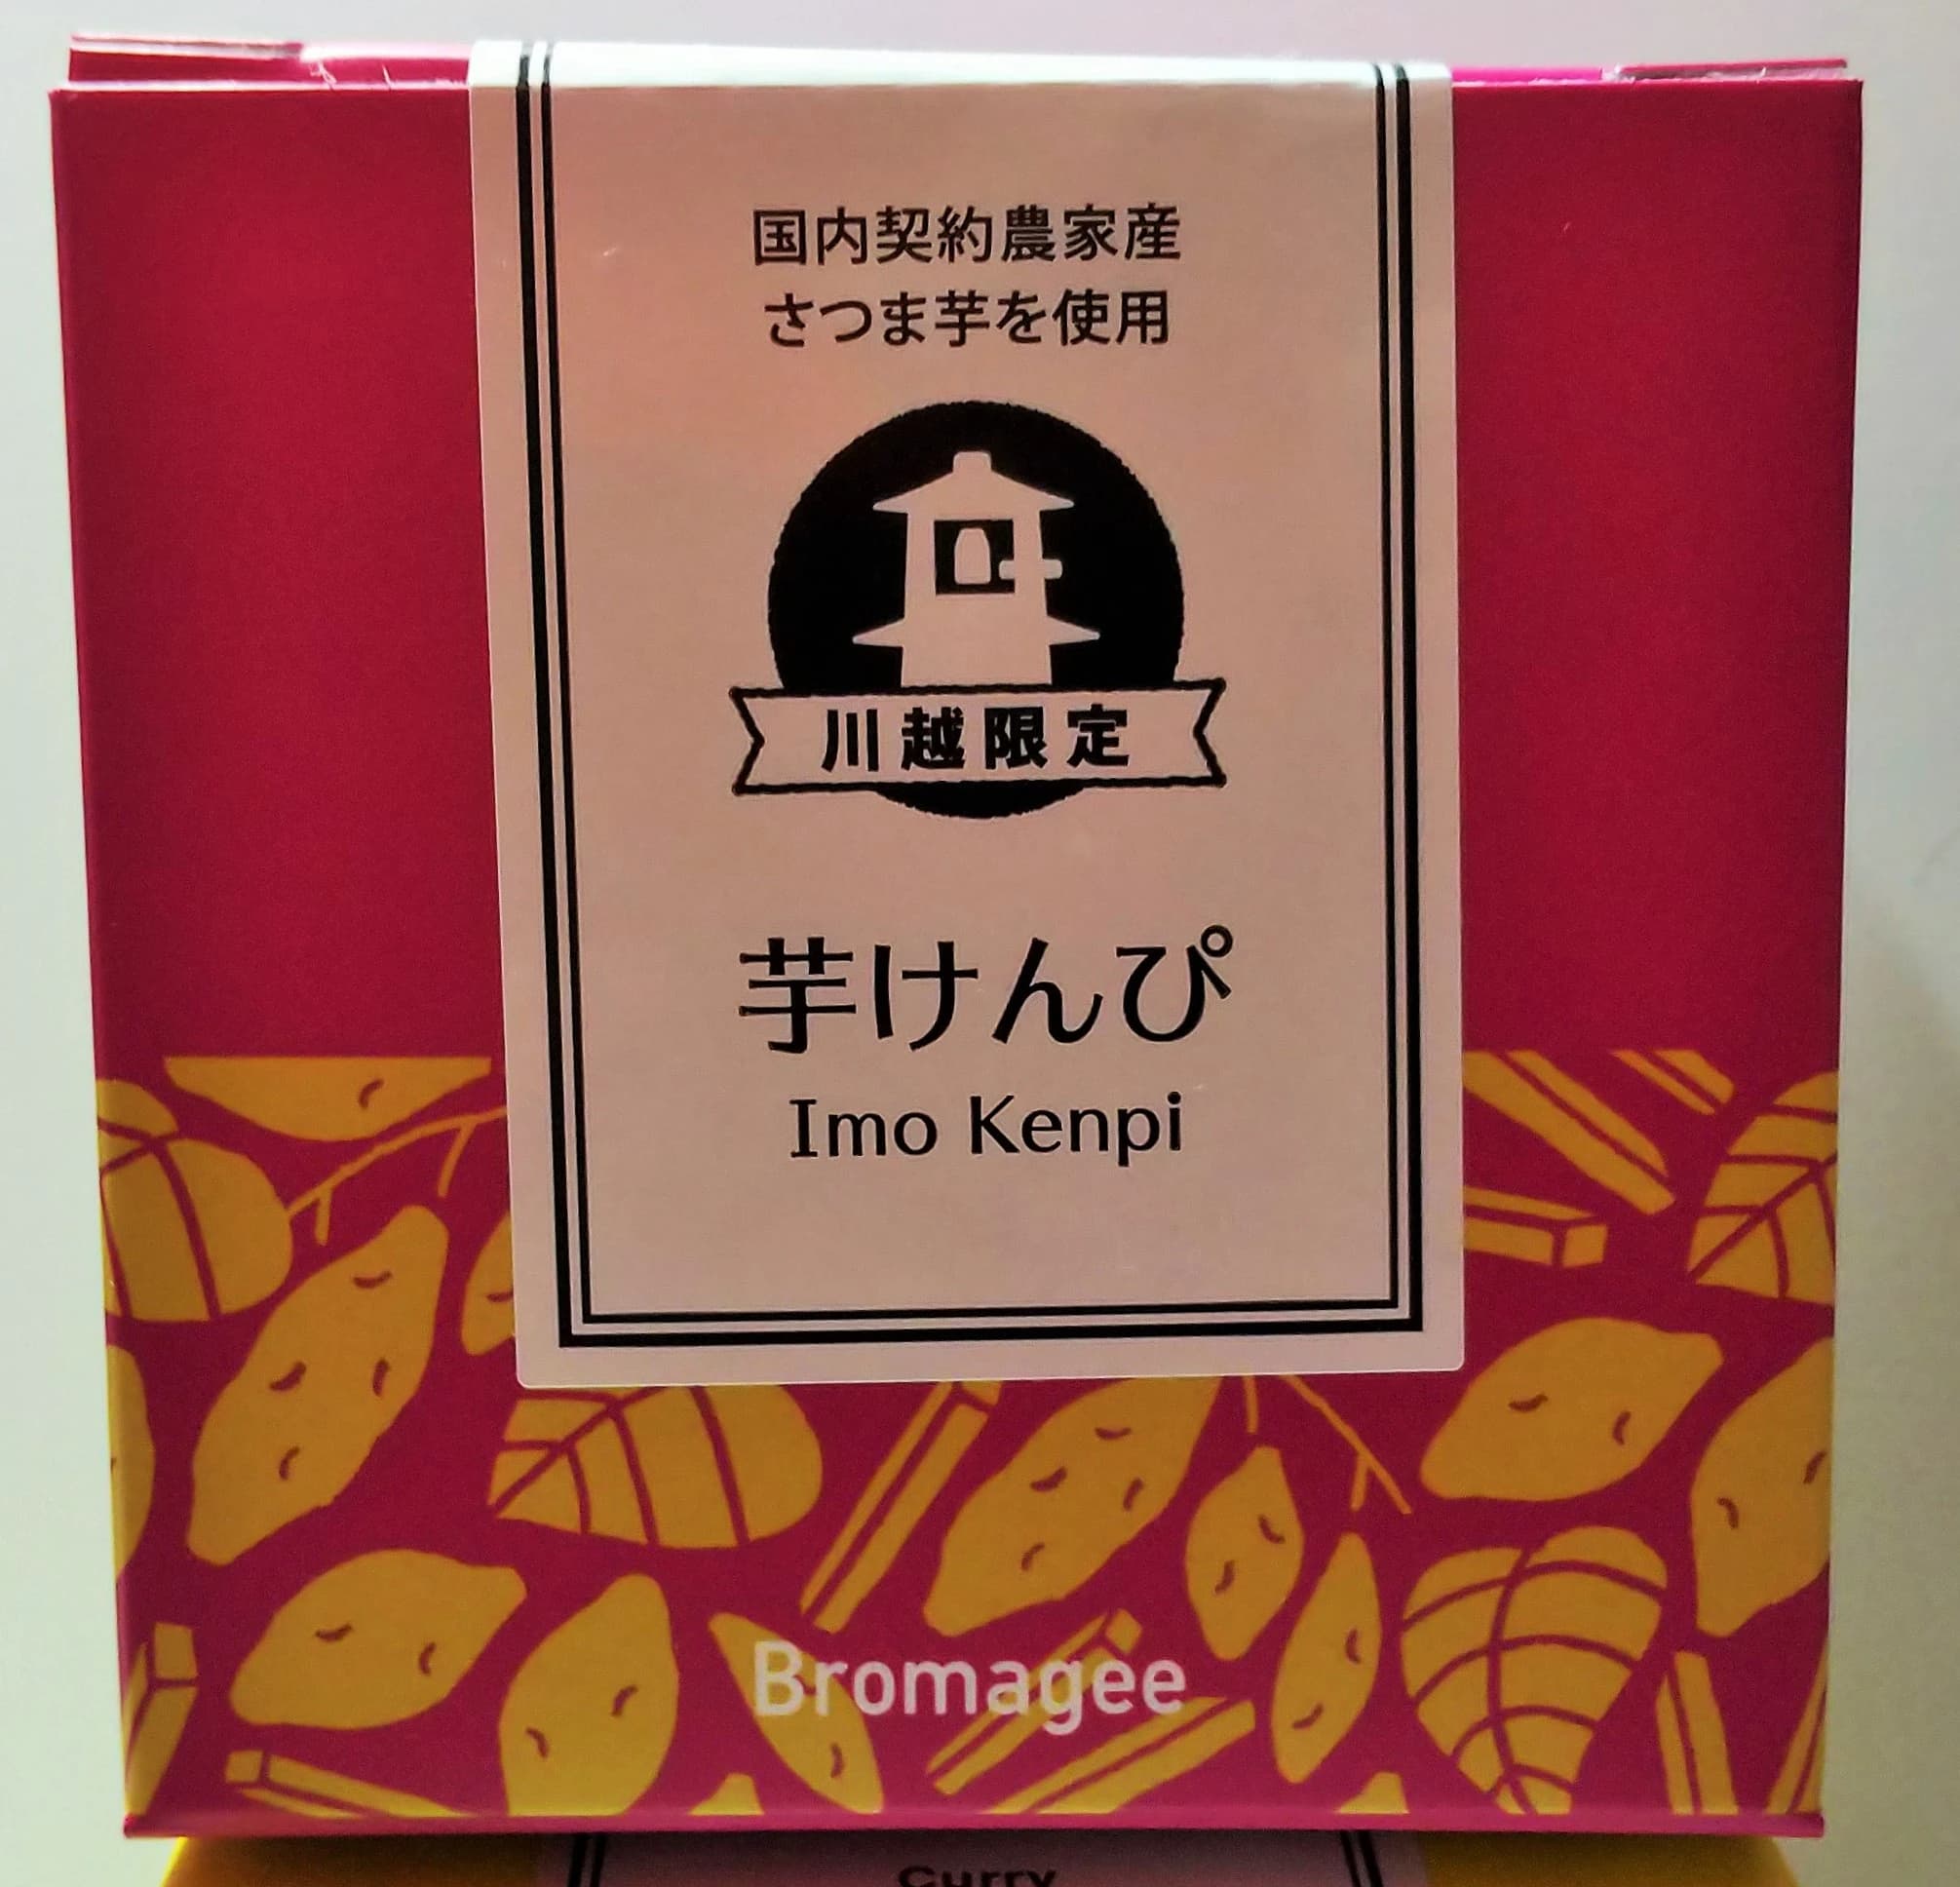 国内契約農家産
さつま芋を使用
川越限定
芋けんぴ
Imo Kenpi
Bromagee
Curry